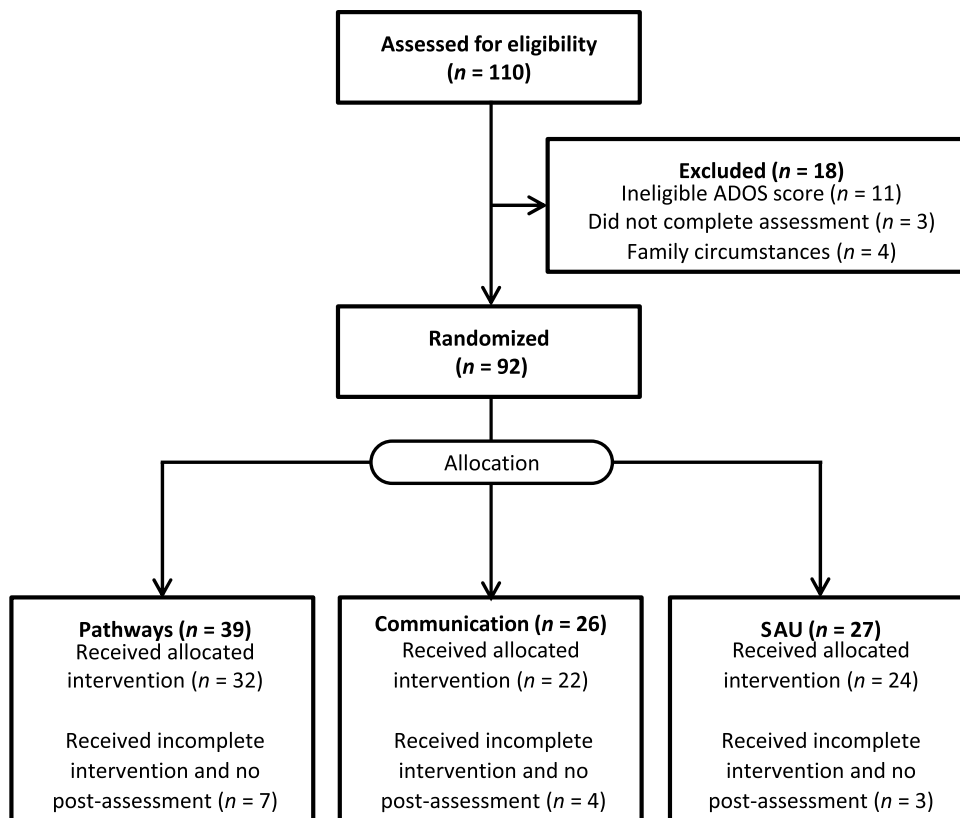 Assessed for eligibility
(n = 110)
Excluded (n = 18)
Ineligible ADOS score (n = 11)
Did not complete assessment (n = 3)
Family circumstances (n = 4)
Randomized
(n = 92)
Allocation
Pathways (n = 39)
Received allocated
intervention (n = 32)
Received incomplete
intervention and no
post-assessment (n = 7)
Communication (n = 26)
Received allocated
intervention (n = 22)
Received incomplete
intervention and no
post-assessment (n = 4)
SAU (n = 27)
Received allocated
intervention (n = 24)
Received incomplete
intervention and no
post-assessment (n = 3)